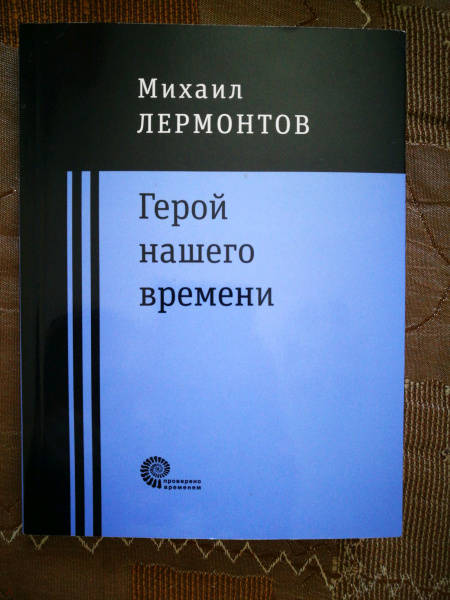 Михаил
ЛЕРМОНТОВ
Герой
нашего
времени
проверено
временем